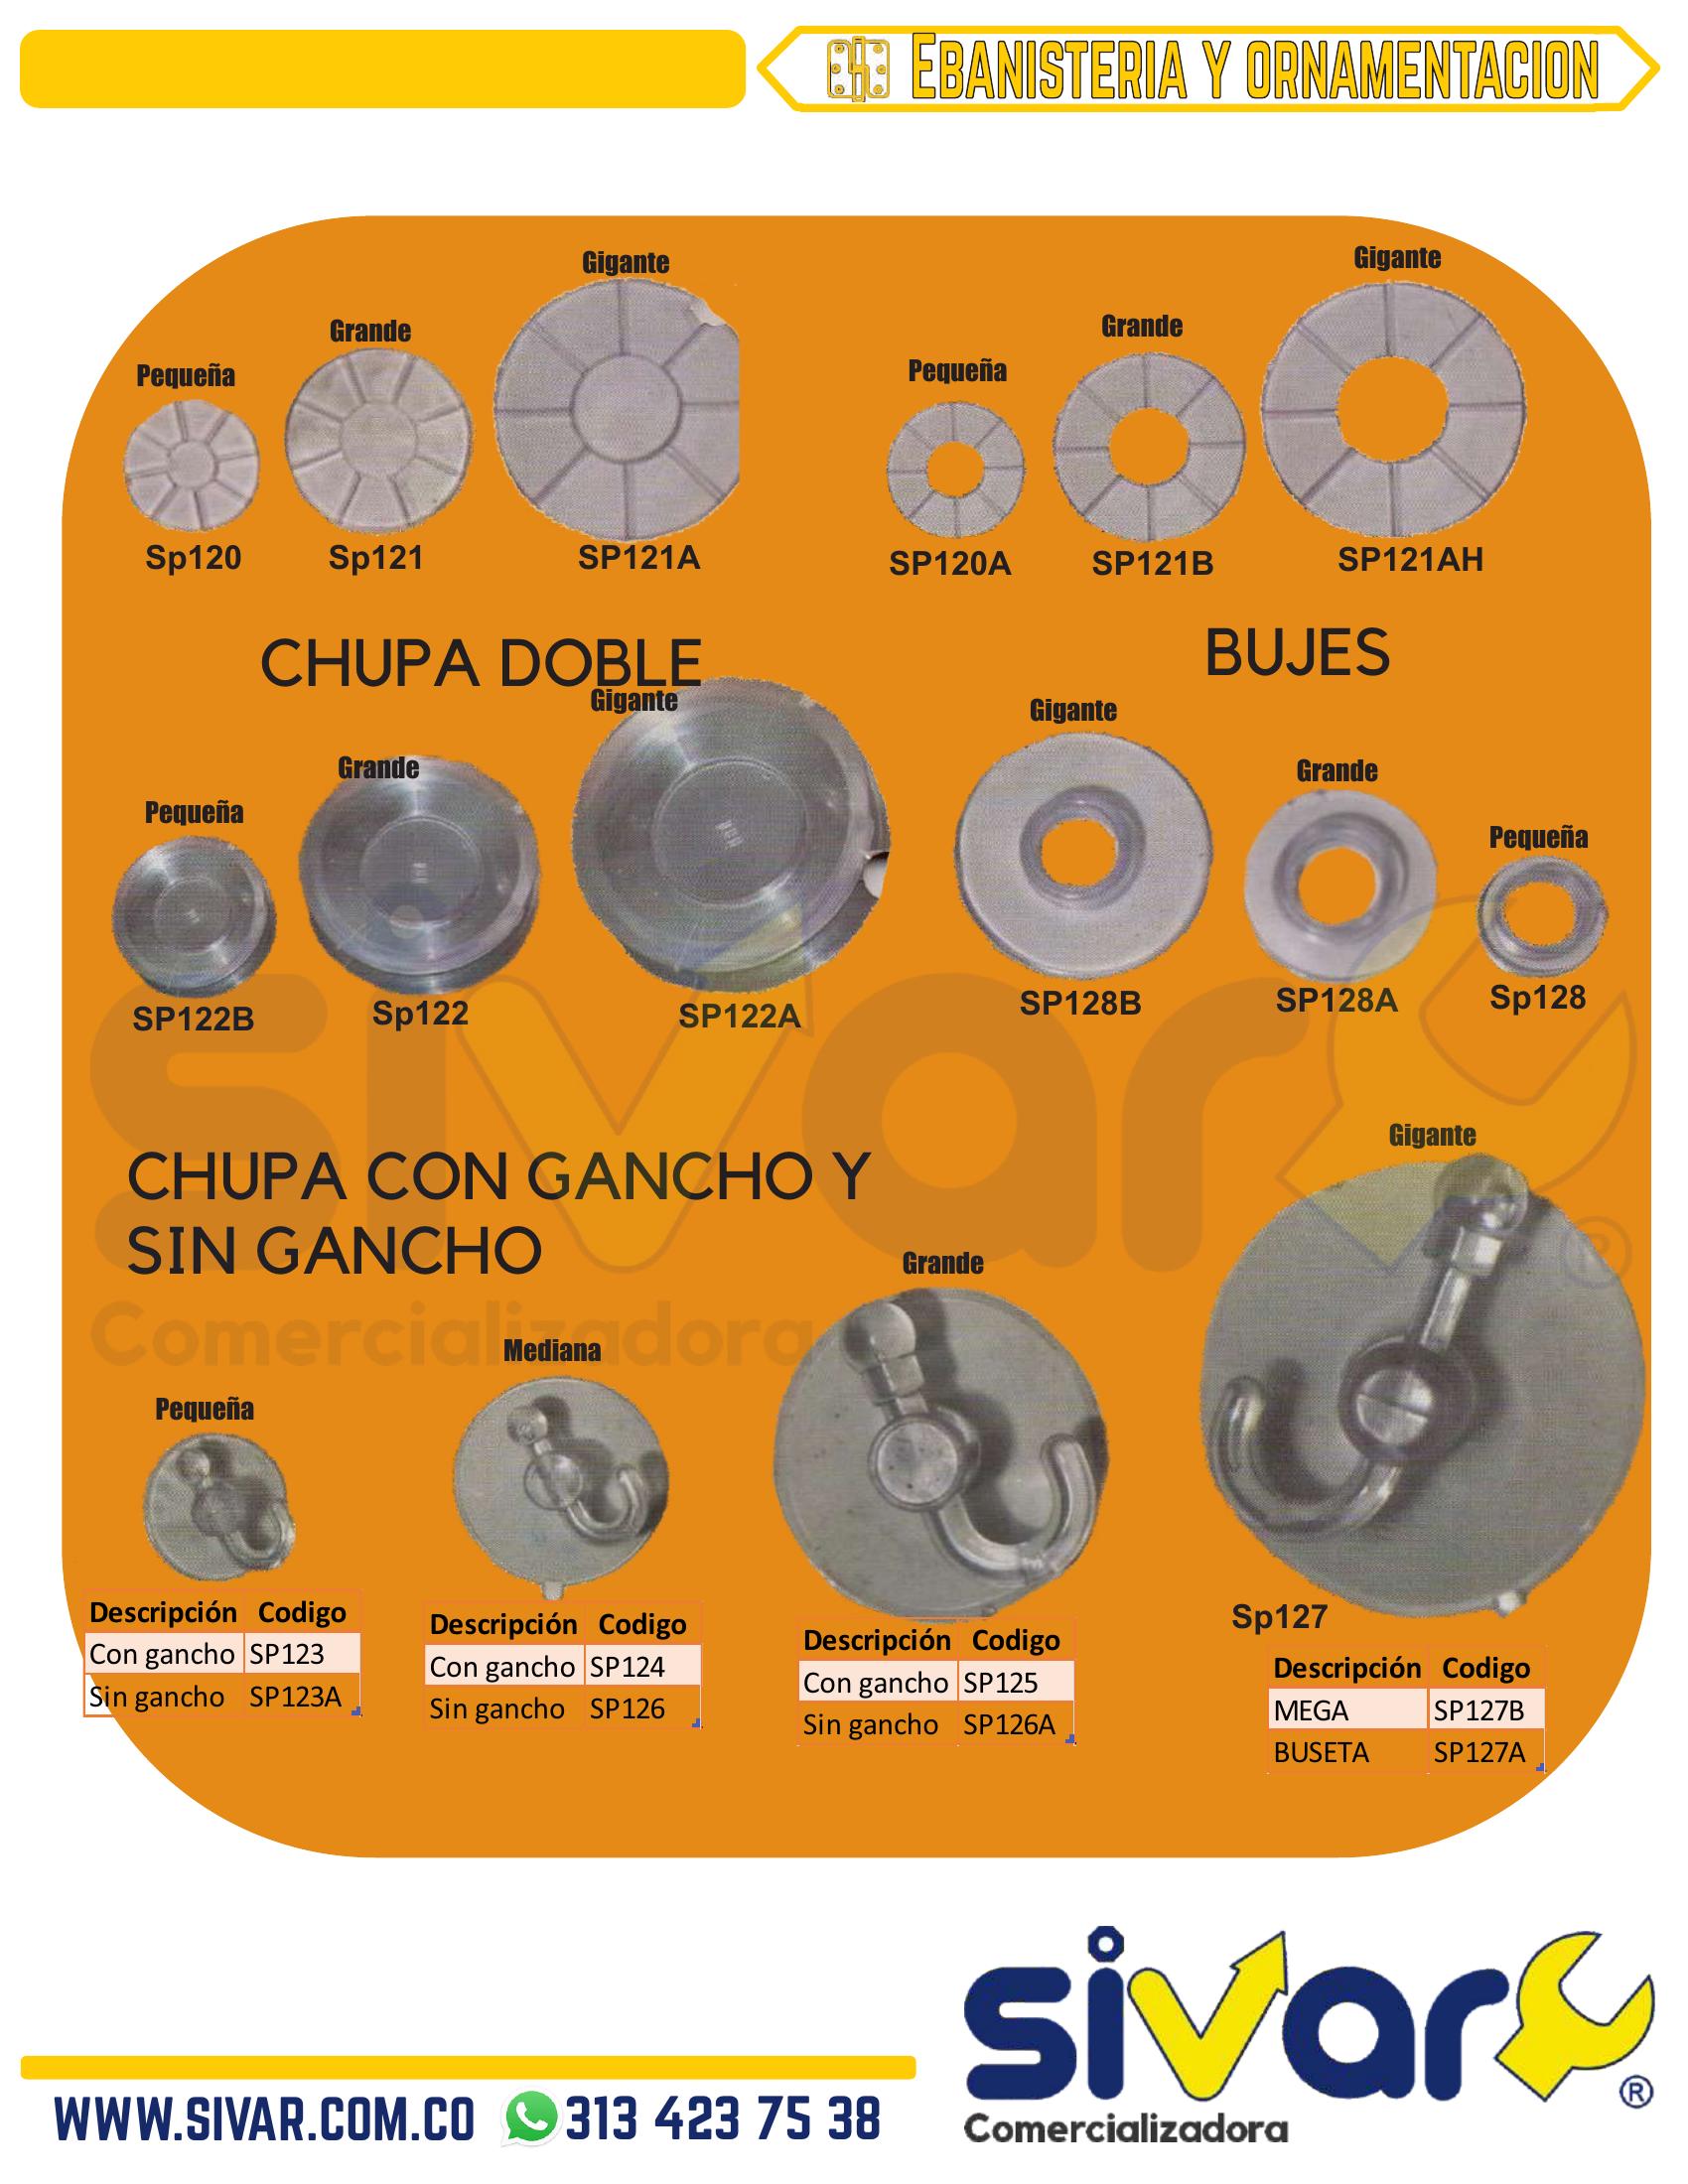 EBANISTERIA Y ORNAMENTACION
Pequeña
Grande
Gigante
Sp120
Sp121
SP121A
Pequeña
Grande
Gigante
SP120A
SP121B
SP121AH
CHUPA DOBLE
Pequeña
Grande
Gigante
SP122B
Sp122
SP122A
BUJES
Gigante
Grande
Pequeña
SP128B
SP128A
Sp128
sivar
®
Comercializadora
CHUPA CON GANCHO Y
SIN GANCHO
Pequeña
Descripción Codigo
Con gancho SP123
Sin gancho SP123A
Mediana
Descripción Codigo
Con gancho SP124
Sin gancho SP126
Grande
Descripción Codigo
Con gancho SP125
Sin gancho SP126A
Gigante
Sp127
Descripción Codigo
MEGA SP127B
BUSETA SP127A
WWW.SIVAR.COM.CO 313 423 75 38
sivar
®
Comercializadora